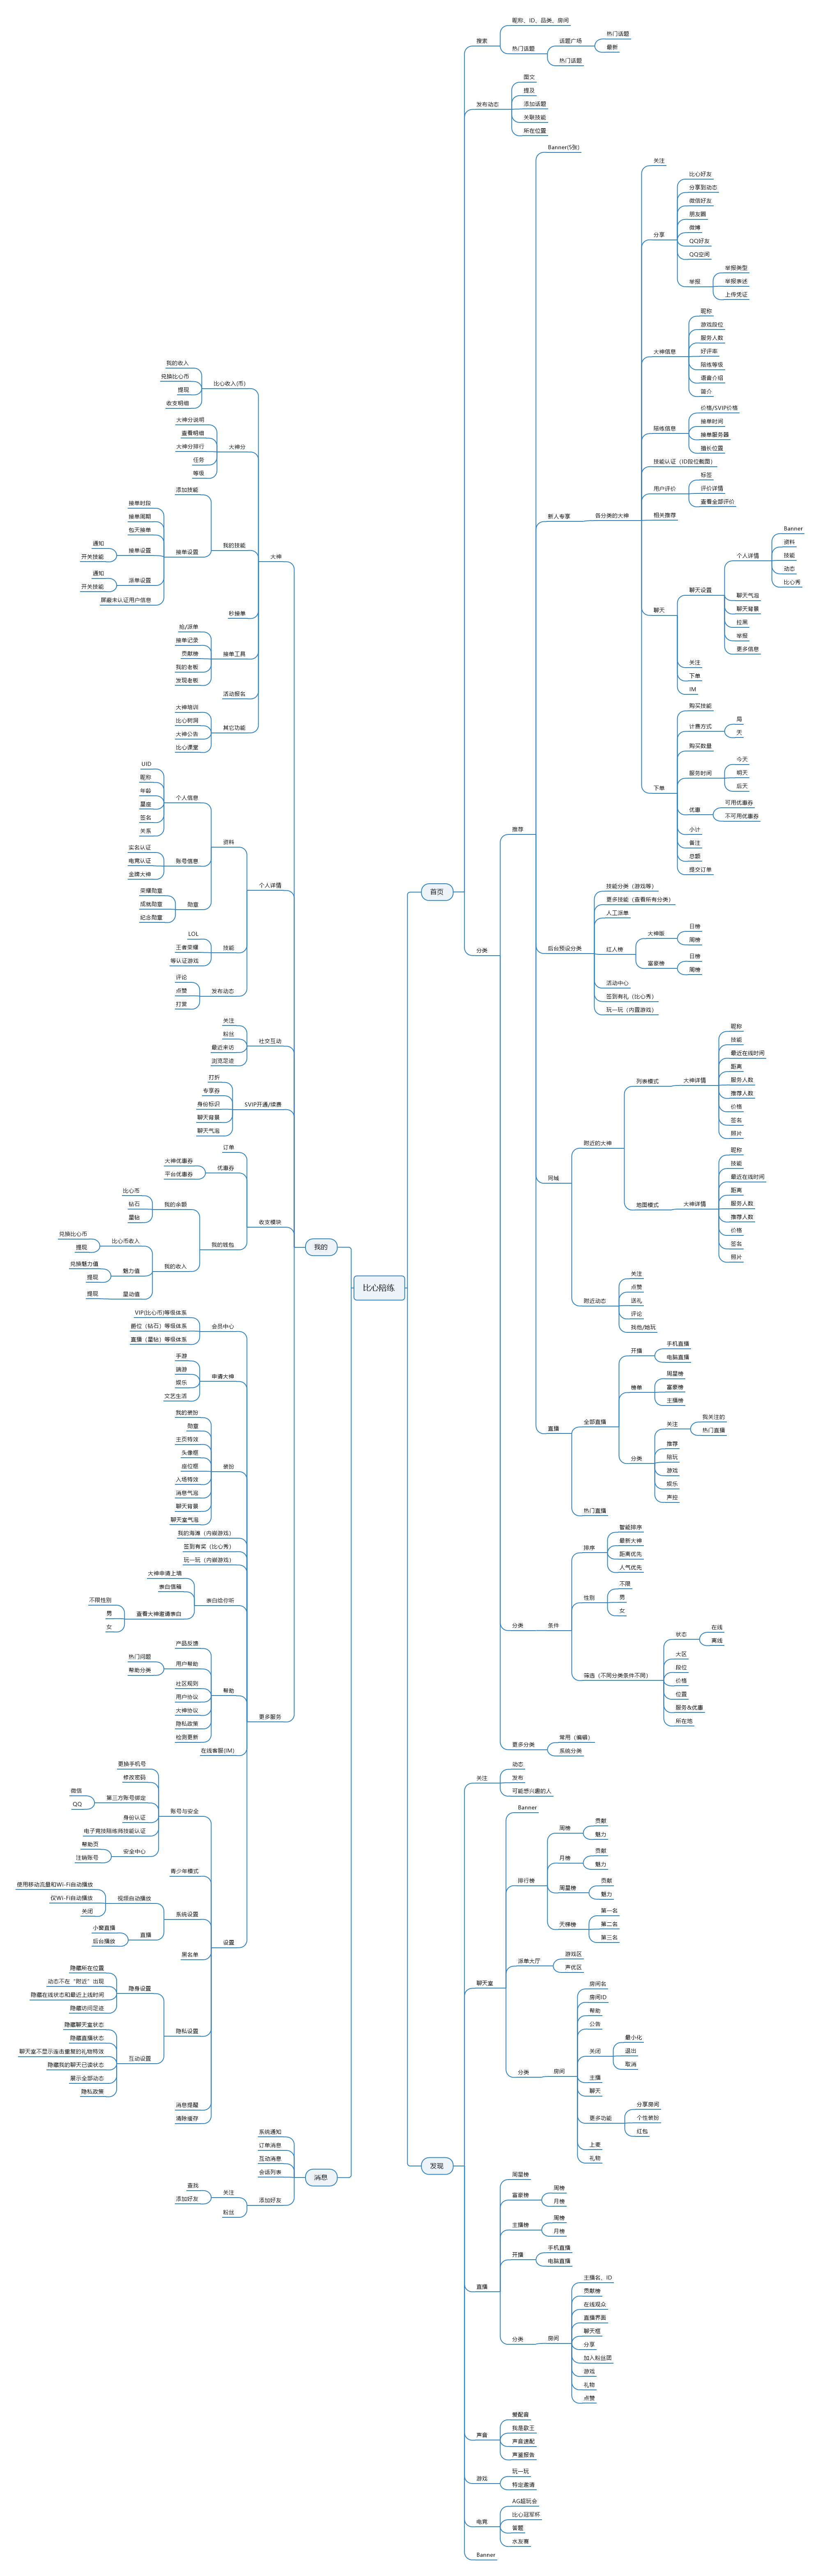 比心陪练
首页
搜索
昵称、ID、品类、房间
热门话题
话题广场
热门话题
最新
热门话题
发布动态
图文
提及
添加话题
关联技能
所在位置
分类
推荐
Banner(5张)
新人专享
各分类的大神
关注
分享
比心好友
分享到动态
微信好友
朋友圈
微博
QQ好友
QQ空间
举报
举报类型
举报表述
上传凭证
大神信息
昵称
游戏段位
服务人数
好评率
陪练等级
语音介绍
简介
陪练信息
价格/SVIP价格
接单时间
接单服务器
擅长位置
技能认证（ID段位截图）
用户评价
标签
评价详情
查看全部评价
相关推荐
聊天
聊天设置
个人详情
Banner
资料
技能
动态
比心秀
聊天气泡
聊天背景
拉黑
举报
更多信息
关注
下单
IM
下单
购买技能
计费方式
局
天
购买数量
服务时间
今天
明天
后天
优惠
可用优惠券
不可用优惠券
小计
备注
总额
提交订单
后台预设分类
技能分类（游戏等）
更多技能（查看所有分类）
人工派单
红人榜
大神版
日榜
周榜
富豪榜
日榜
周榜
活动中心
签到有礼（比心秀）
玩一玩（内置游戏）
同城
附近的大神
列表模式
大神详情
昵称
技能
最近在线时间
距离
服务人数
推荐人数
价格
签名
照片
地图模式
大神详情
昵称
技能
最近在线时间
距离
服务人数
推荐人数
价格
签名
照片
附近动态
关注
点赞
送礼
评论
找他/她玩
直播
全部直播
开播
手机直播
电脑直播
榜单
周星榜
富豪榜
主播榜
分类
关注
我关注的
热门直播
推荐
陪玩
游戏
娱乐
声控
热门直播
分类
条件
排序
智能排序
最新大神
距离优先
人气优先
性别
不限
男
女
筛选（不同分类条件不同）
状态
在线
离线
大区
段位
价格
位置
服务&优惠
所在地
更多分类
常用（编辑）
系统分类
发现
关注
动态
发布
可能感兴趣的人
聊天室
Banner
排行榜
周榜
贡献
魅力
月榜
贡献
魅力
周星榜
贡献
魅力
天梯榜
第一名
第二名
第三名
派单大厅
游戏区
声优区
分类
房间
房间名
房间ID
帮助
公告
关闭
最小化
退出
取消
主播
聊天
更多功能
分享房间
个性装扮
红包
上麦
礼物
直播
周星榜
富豪榜
周榜
月榜
主播榜
周榜
月榜
开播
手机直播
电脑直播
分类
房间
主播名、ID
贡献榜
在线观众
直播界面
聊天框
分享
加入粉丝团
游戏
礼物
点赞
声音
爱配音
我是歌王
声音速配
声鉴报告
游戏
玩一玩
特定邀请
电竞
AG超玩会
比心冠军杯
答题
水友赛
Banner
我的
大神
比心收入(币)
我的收入
兑换比心币
提现
收支明细
大神分
大神分说明
查看明细
大神分排行
任务
等级
我的技能
添加技能
接单设置
接单时段
接单周期
包天接单
接单设置
通知
开关技能
派单设置
通知
开关技能
屏蔽未认证用户信息
秒接单
接单工具
抢/派单
接单记录
贡献榜
我的老板
发现老板
活动报名
其它功能
大神培训
比心树洞
大神公告
比心课堂
个人详情
资料
个人信息
UID
昵称
年龄
星座
签名
关系
账号信息
实名认证
电竞认证
金牌大神
勋章
荣耀勋章
成就勋章
纪念勋章
技能
LOL
王者荣耀
等认证游戏
发布动态
评论
点赞
打赏
社交互动
关注
粉丝
最近来访
浏览足迹
SVIP开通/续费
打折
专享券
身份标识
聊天背景
聊天气泡
收支模块
订单
优惠券
大神优惠券
平台优惠券
我的钱包
我的余额
比心币
钻石
星钻
我的收入
比心币收入
兑换比心币
提现
魅力值
兑换魅力值
提现
星动值
提现
更多服务
会员中心
VIP(比心币)等级体系
爵位（钻石）等级体系
直播（星钻）等级体系
申请大神
手游
端游
娱乐
文艺生活
装扮
我的装扮
勋章
主页特效
头像框
座位框
入场特效
消息气泡
聊天背景
聊天室气泡
我的海滩（内嵌游戏）
签到有奖（比心秀）
玩一玩（内嵌游戏）
表白给你听
大神申请上墙
表白信箱
查看大神邀请表白
不限性别
男
女
帮助
产品反馈
用户帮助
热门问题
帮助分类
社区规则
用户协议
大神协议
隐私政策
检测更新
在线客服(IM)
设置
账号与安全
更换手机号
修改密码
第三方账号绑定
微信
QQ
身份认证
电子竞技陪练师技能认证
安全中心
帮助页
注销账号
青少年模式
系统设置
视频自动播放
使用移动流量和Wi-Fi自动播放
仅Wi-Fi自动播放
关闭
直播
小窗直播
后台播放
黑名单
隐私设置
隐身设置
隐藏所在位置
动态不在“附近”出现
隐藏在线状态和最近上线时间
隐藏访问足迹
互动设置
隐藏聊天室状态
隐藏直播状态
聊天室不显示连击重复的礼物特效
隐藏我的聊天已读状态
展示全部动态
隐私政策
消息提醒
清除缓存
消息
系统通知
订单消息
互动消息
会话列表
添加好友
关注
查找
添加好友
粉丝